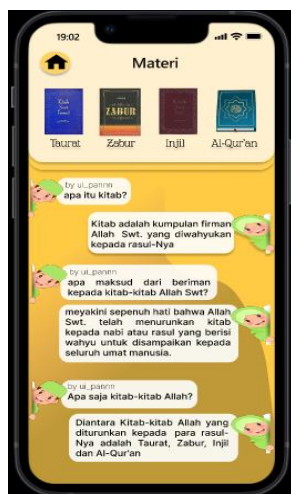 19:02
Materi
Kitab
Suci
Taurat
ZABUR
Taurat
Zabur
Injil
Al-Qur'an
by ui_pannn
apa itu kitab?
Kitab adalah kumpulan firman
Allah Swt. yang diwahyukan
kepada rasul-Nya
by ui_pannn
apa maksud dari beriman
kepada kitab-kitab Allah Swt?
meyakini sepenuh hati bahwa Allah
Swt. telah menurunkan kitab
kepada nabi atau rasul yang berisi
wahyu untuk disampaikan kepada
seluruh umat manusia.
by ui_pannn
Apa saja kitab-kitab Allah?
Diantara Kitab-kitab Allah yang
diturunkan kepada para rasul-
Nya adalah Taurat, Zabur, Injil
dan Al-Qur'an